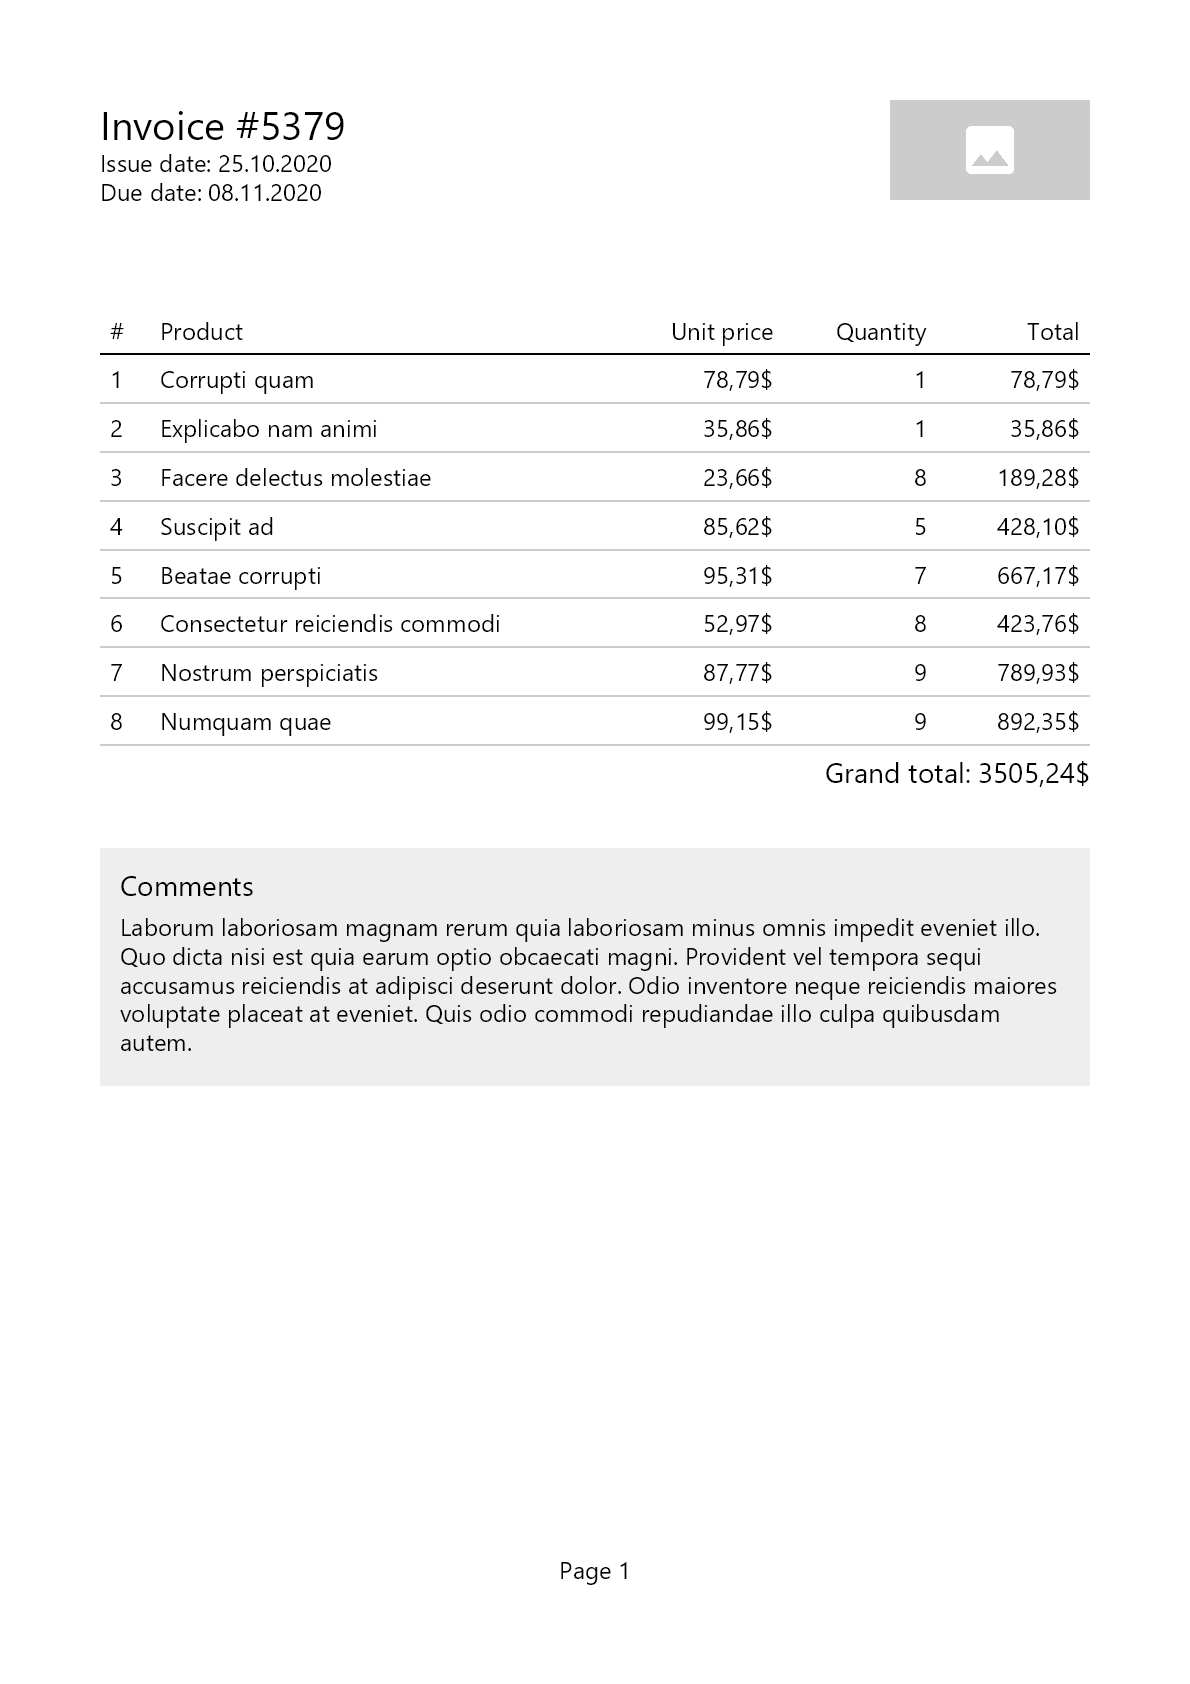 Invoice #5379
Issue date: 25.10.2020
Due date: 08.11.2020
# Product Unit price Quantity Total
1 Corrupti quam 78,79$ 1 78,79$
2 Explicabo nam animi 35,86$ 1 35,86$
3 Facere delectus molestiae 23,66$ 8 189,28$
4 Suscipit ad 85,62$ 5 428,10$
5 Beatae corrupti 95,31$ 7 667,17$
6 Consectetur reiciendis commodi 52,97$ 8 423,76$
7 Nostrum perspiciatis 87,77$ 9 789,93$
8 Numquam quae 99,15$ 9 892,35$
Grand total: 3505,24$
Comments
Laborum laboriosam magnam rerum quia laboriosam minus omnis impedit eveniet illo.
Quo dicta nisi est quia earum optio obcaecati magni. Provident vel tempora sequi
accusamus reiciendis at adipisci deserunt dolor. Odio inventore neque reiciendis maiores
voluptate placeat at eveniet. Quis odio commodi repudiandae illo culpa quibusdam
autem.
Page 1